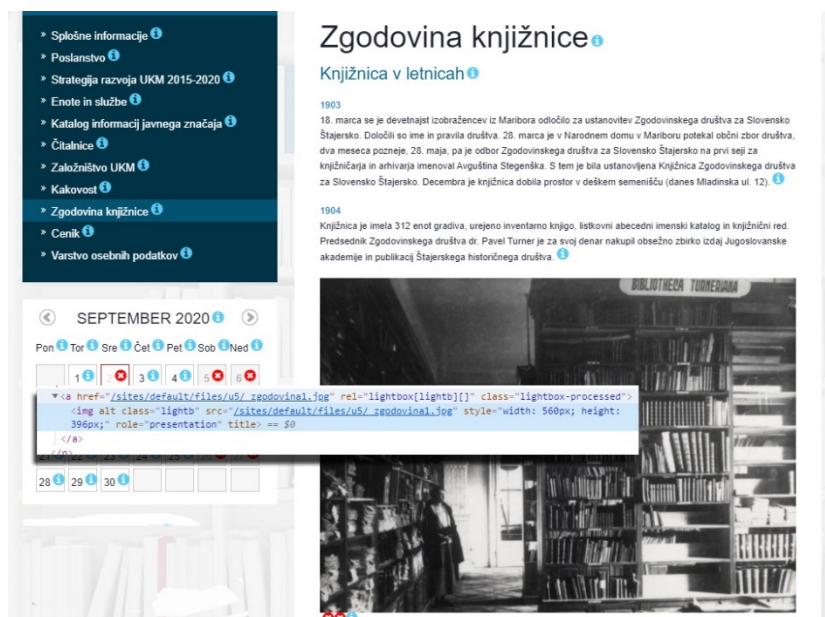 » Splošne informacije
» Poslanstvo
» Strategija razvoja UKM 2015-2020
» Enote in službe
» Katalog informacij javnega značaja
» Čitalnice
» Založništvo UKM
» Kakovost
» Zgodovina knjižnice
» Cenik
» Varstvo osebnih podatkov
SEPTEMBER 2020
Pon Tor Sre Čet Pet Sob Ned
1 2 3 4 5 6
21 22 23 24 25
28 29 30
Zgodovina knjižnice
Knjižnica v letnicah
1903
18. marca se je devetnajst izobražencev iz Maribora odločilo za ustanovitev Zgodovinskega društva za Slovensko
Štajersko. Določili so ime in pravila društva. 28. marca je v Narodnem domu v Mariboru potekal občni zbor društva,
dva meseca pozneje, 28. maja, pa je odbor Zgodovinskega društva za Slovensko Štajersko na prvi seji za
knjižničarja in arhivarja imenoval Avguština Stegenška. S tem je bila ustanovljena Knjižnica Zgodovinskega društva
za Slovensko Štajersko. Decembra je knjižnica dobila prostor v deškem semenišču (danes Mladinska ul. 12).
1904
Knjižnica je imela 312 enot gradiva, urejeno inventarno knjigo, listkovni abecedni imenski katalog in knjižnični red.
Predsednik Zgodovinskega društva dr. Pavel Turner je za svoj denar nakupil obsežno zbirko izdaj Jugoslovanske
akademije in publikacij Štajerskega historičnega društva.
BIBLIOTHECA TURNERIANA
▼<a href="/sites/default/files/u5/_zgodovina1.jpg" rel="lightbox[lightb][]" class="lightbox-processed">
<img alt class="lightb" src="/sites/default/files/u5/_zgodovina1.jpg" style="width: 560px; height:
396px;" role="presentation" title> == $0
</a>
</p>